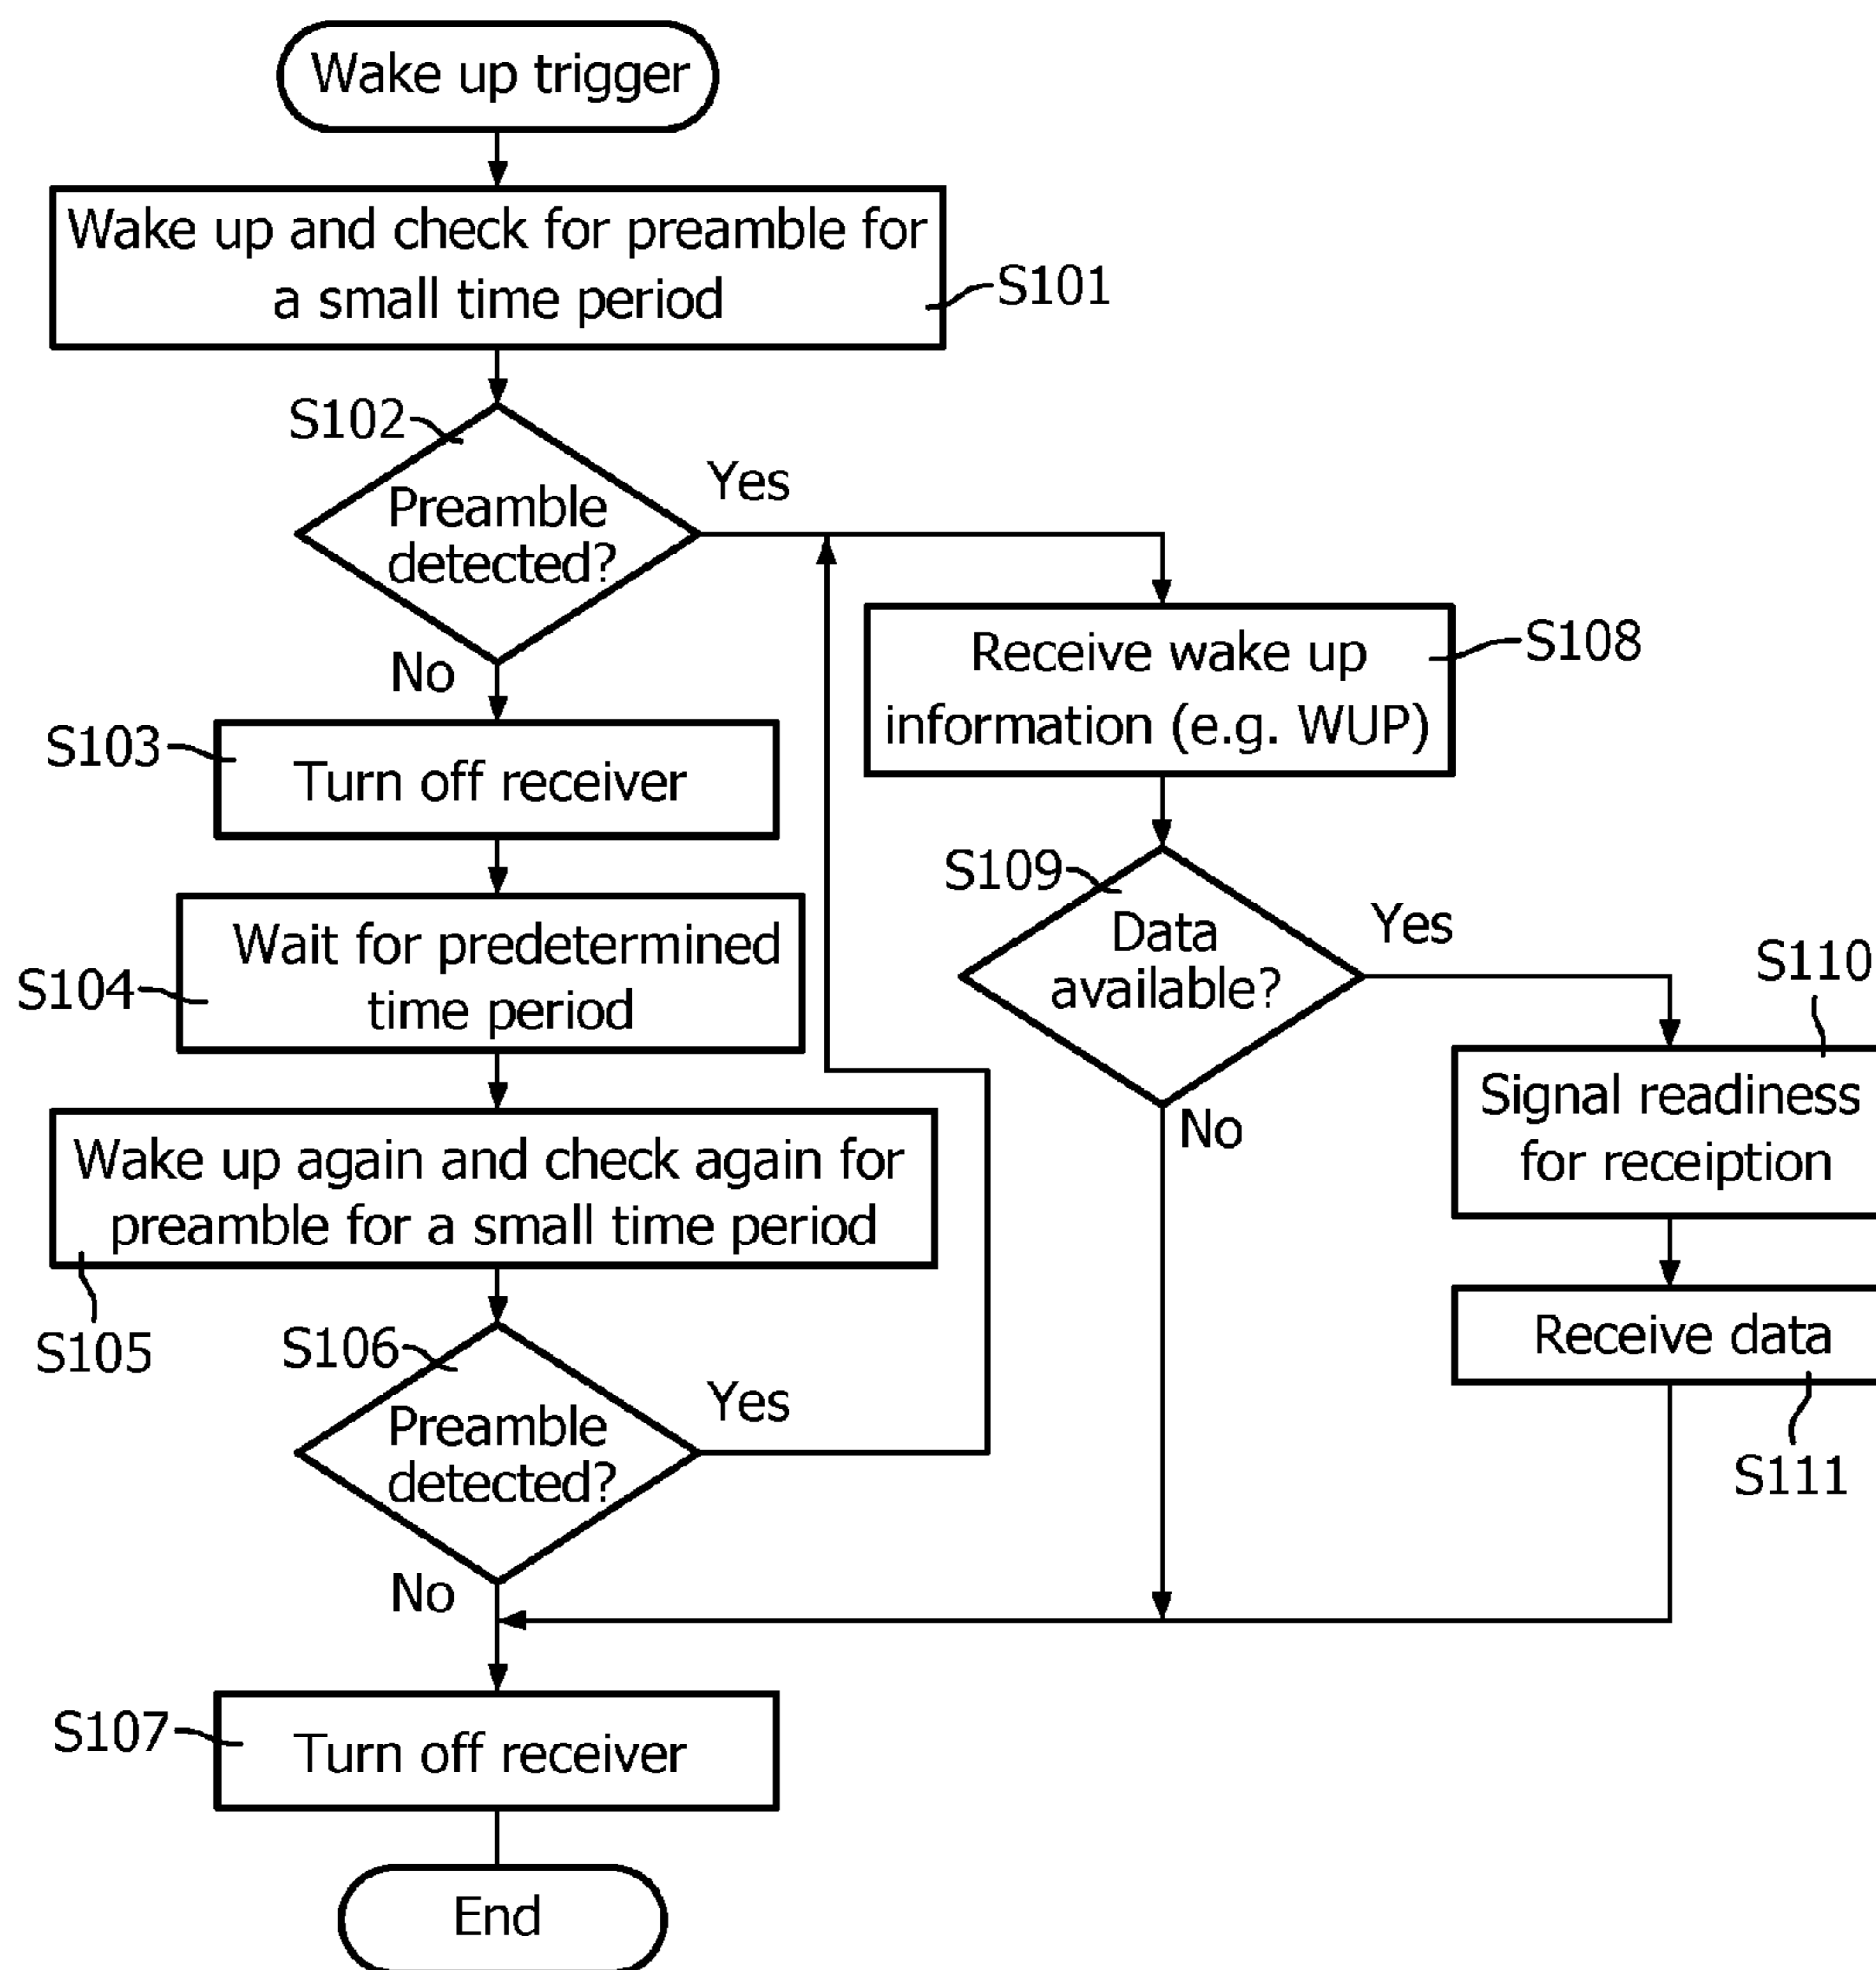 Wake up trigger
Wake up and check for preamble for
a small time period
S101
S102
Preamble
detected?
Yes
No
S103
Turn off receiver
S104
Wait for predetermined
time period
Wake up again and check again for
preamble for a small time period
S105
S106
Preamble
detected?
Yes
No
S107
Turn off receiver
End
Receive wake up
information (e.g. WUP)
S108
S109
Data
available?
Yes
No
S110
Signal readiness
for receiption
Receive data
S111